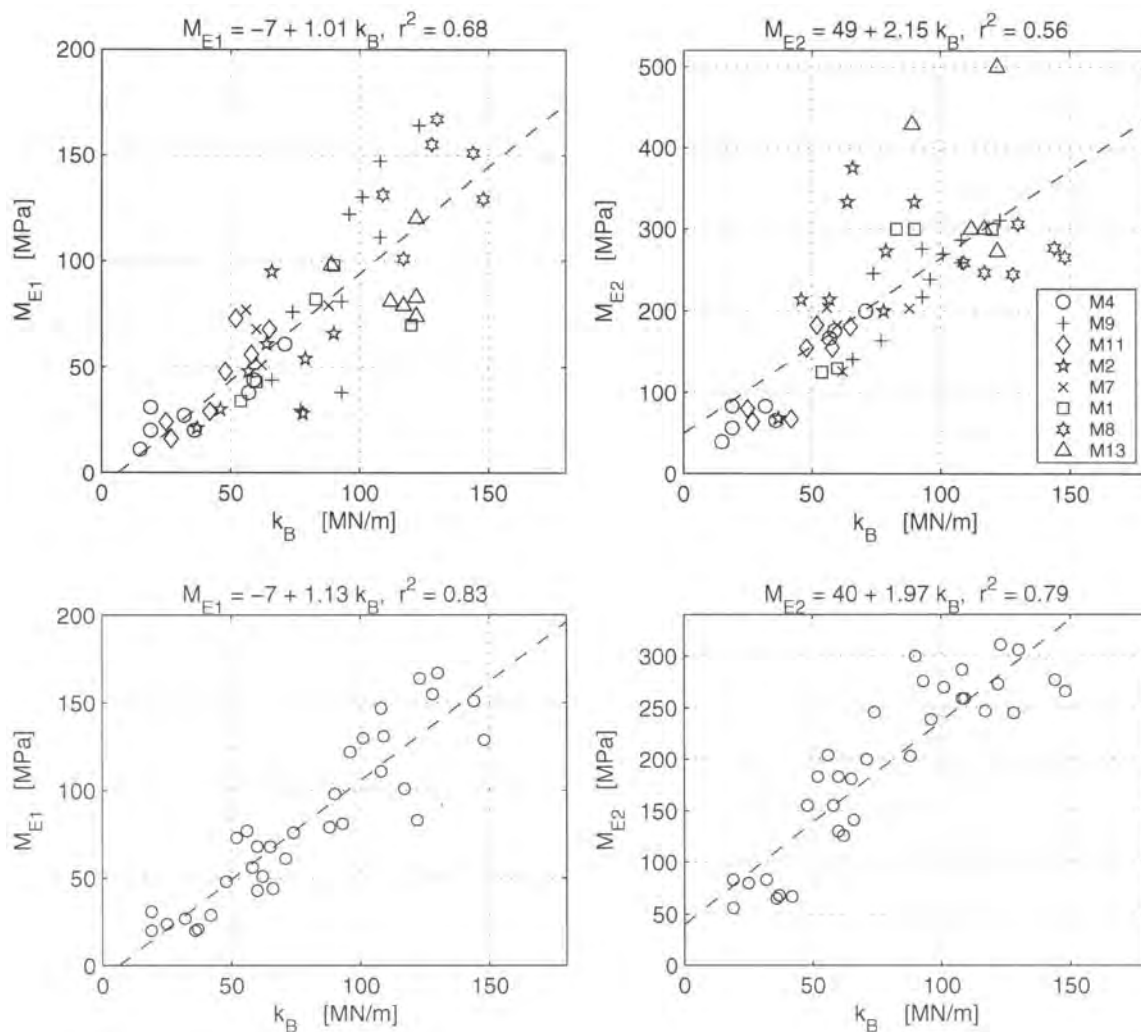 M_E1 = −7 + 1.01 k_B, r² = 0.68
200
150
100
50
0
M_E1 [MPa]
0 50 100 150
k_B [MN/m]
M_E2 = 49 + 2.15 k_B, r² = 0.56
500
400
300
200
100
0
M_E2 [MPa]
M4
M9
M11
M2
M7
M1
M8
M13
0 50 100 150
k_B [MN/m]
M_E1 = −7 + 1.13 k_B, r² = 0.83
200
150
100
50
0
M_E1 [MPa]
0 50 100 150
k_B [MN/m]
M_E2 = 40 + 1.97 k_B, r² = 0.79
300
250
200
150
100
50
0
M_E2 [MPa]
0 50 100 150
k_B [MN/m]